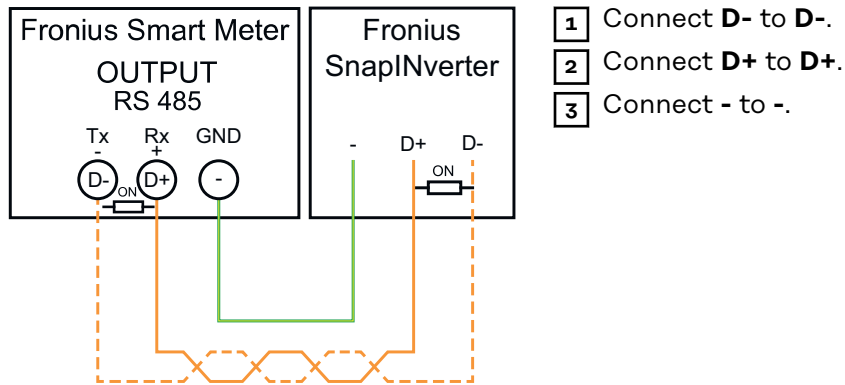 Fronius Smart Meter
OUTPUT
RS 485
Tx
-
Rx
+
GND
D-
ON
D+
-
Fronius
SnapINverter
-
D+
D-
ON
1 Connect D- to D-.
2 Connect D+ to D+.
3 Connect - to -.